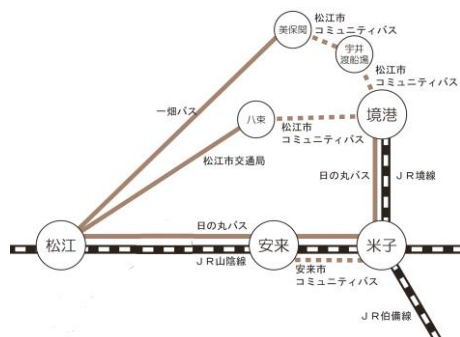 美保関
松江市
コミュニティバス
宇井
渡船場
松江市
コミュニティバス
一畑バス
八束
松江市
コミュニティバス
境港
松江市交通局
日の丸バス
ＪＲ境線
日の丸バス
松江
安来
米子
ＪＲ山陰線
安来市
コミュニティバス
ＪＲ伯備線